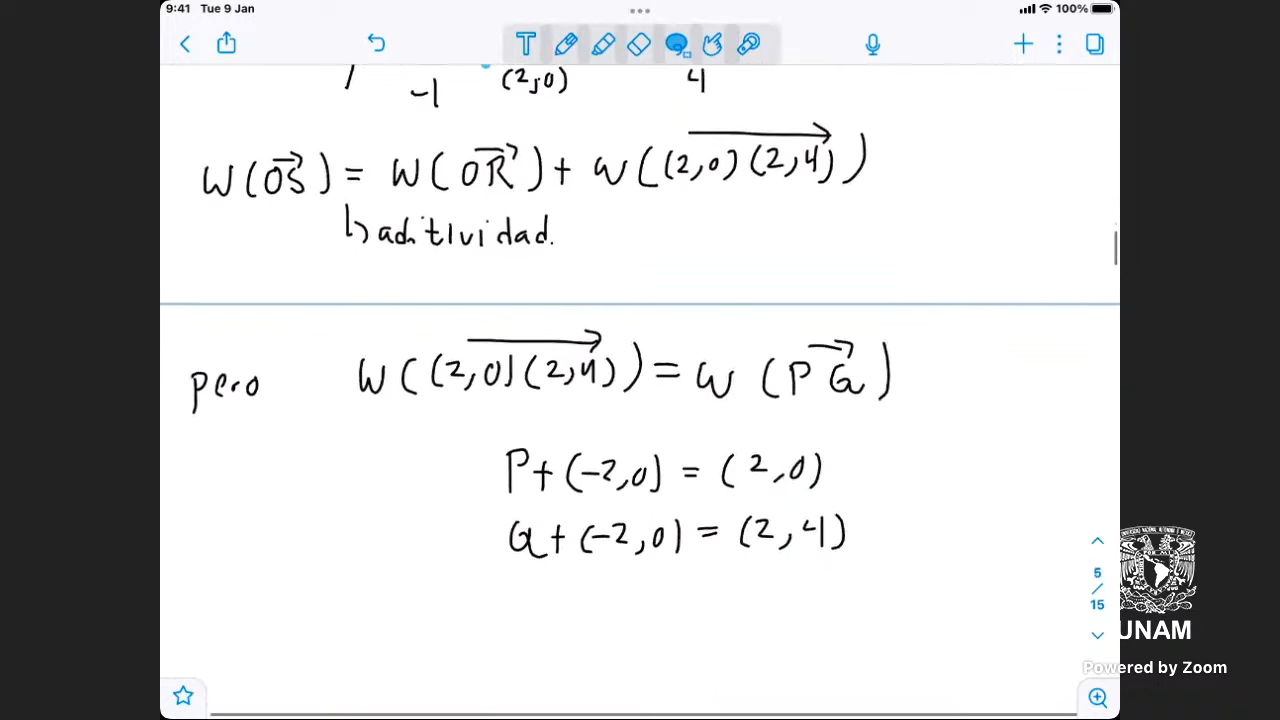 9:41 Tue 9 Jan 100%
-1 (2,0) 4
W(OS) = W(OR) + W((2,0)(2,4))
↳ aditividad.
pero W((2,0)(2,4)) = W(PQ)
P+(-2,0) = (2,0)
Q+(-2,0) = (2,4)
5
/
15
UNAM
Powered by Zoom